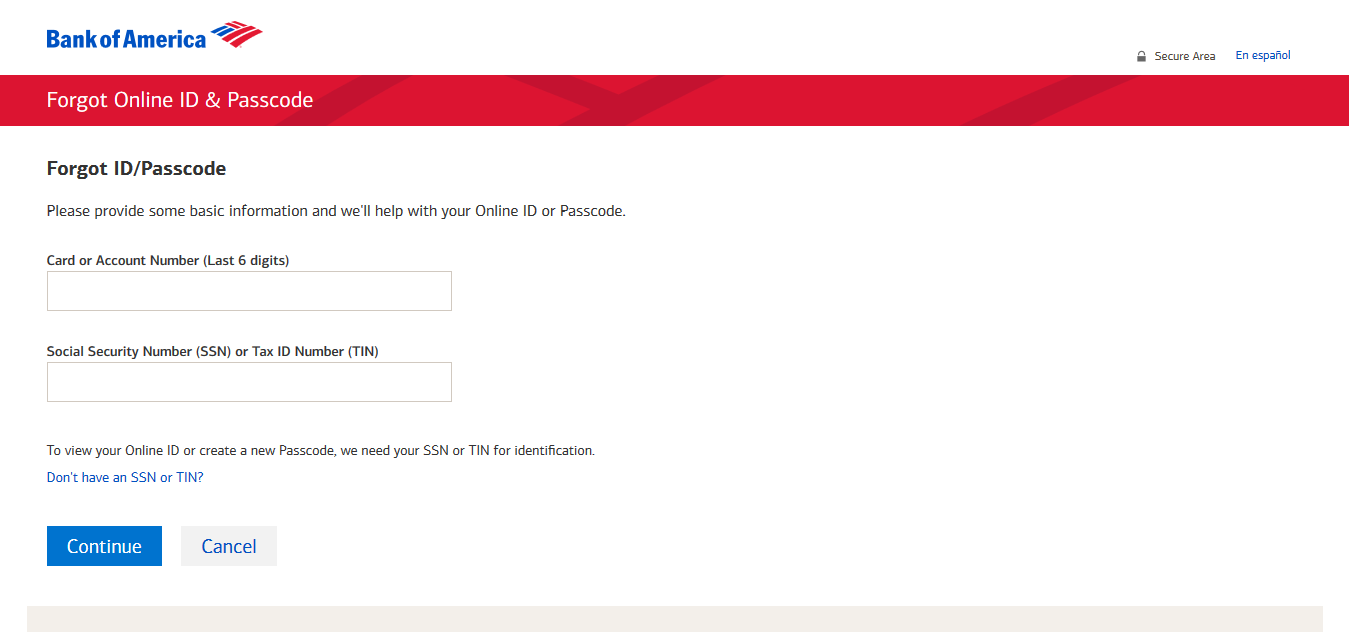 Bank of America
Secure Area
En español
Forgot Online ID & Passcode
Forgot ID/Passcode
Please provide some basic information and we'll help with your Online ID or Passcode.
Card or Account Number (Last 6 digits)
Social Security Number (SSN) or Tax ID Number (TIN)
To view your Online ID or create a new Passcode, we need your SSN or TIN for identification.
Don't have an SSN or TIN?
Continue
Cancel